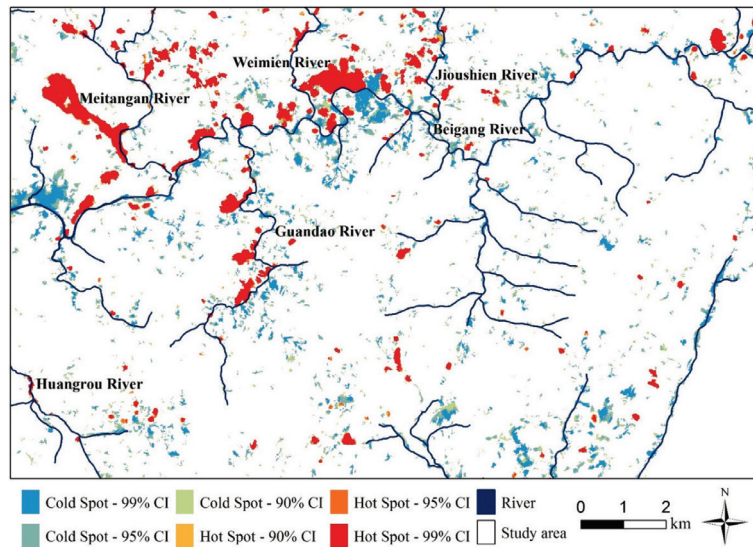 Weimien River
Jioushien River
Meitangan River
Beigang River
Guandao River
Huangrou River
Cold Spot - 99% CI
Cold Spot - 90% CI
Hot Spot - 95% CI
River
Cold Spot - 95% CI
Hot Spot - 90% CI
Hot Spot - 99% CI
Study area
0 1 2
km
N